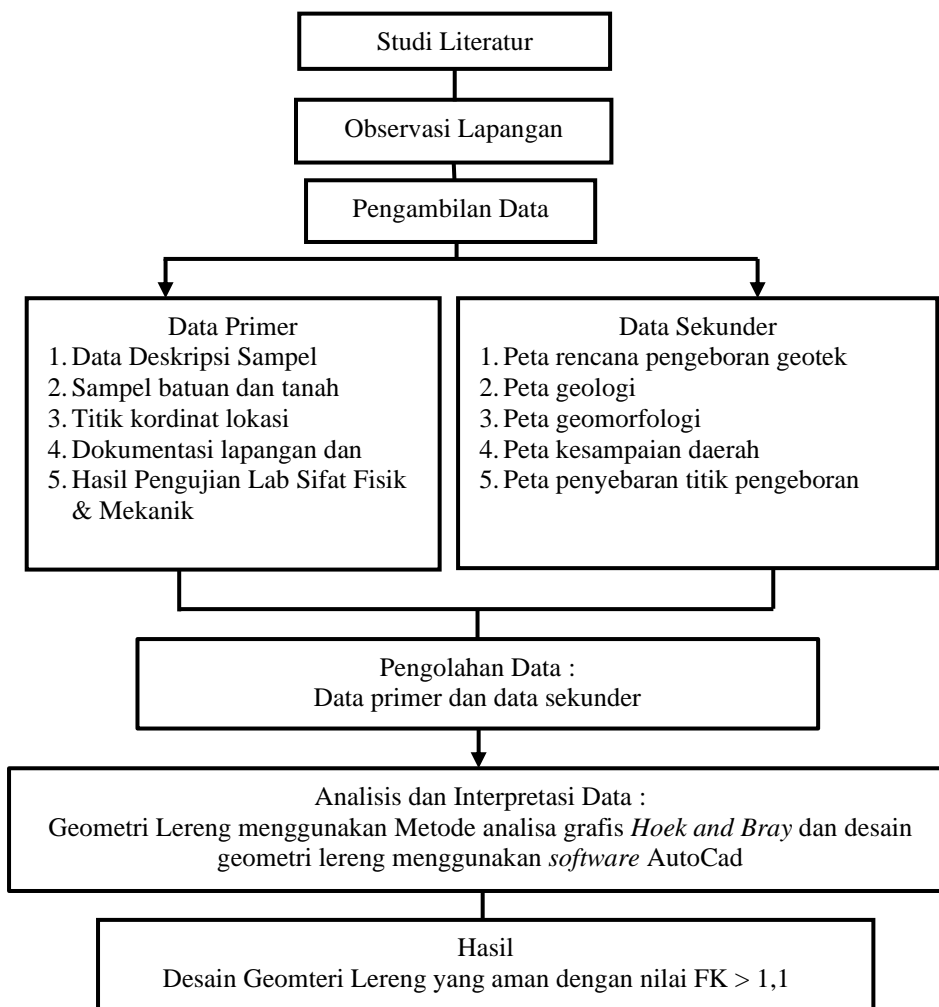 Studi Literatur
Observasi Lapangan
Pengambilan Data
Data Primer
1. Data Deskripsi Sampel
2. Sampel batuan dan tanah
3. Titik kordinat lokasi
4. Dokumentasi lapangan dan
5. Hasil Pengujian Lab Sifat Fisik
& Mekanik
Data Sekunder
1. Peta rencana pengeboran geotek
2. Peta geologi
3. Peta geomorfologi
4. Peta kesampaian daerah
5. Peta penyebaran titik pengeboran
Pengolahan Data :
Data primer dan data sekunder
Analisis dan Interpretasi Data :
Geometri Lereng menggunakan Metode analisa grafis Hoek and Bray dan desain
geometri lereng menggunakan software AutoCad
Hasil
Desain Geomteri Lereng yang aman dengan nilai FK > 1,1